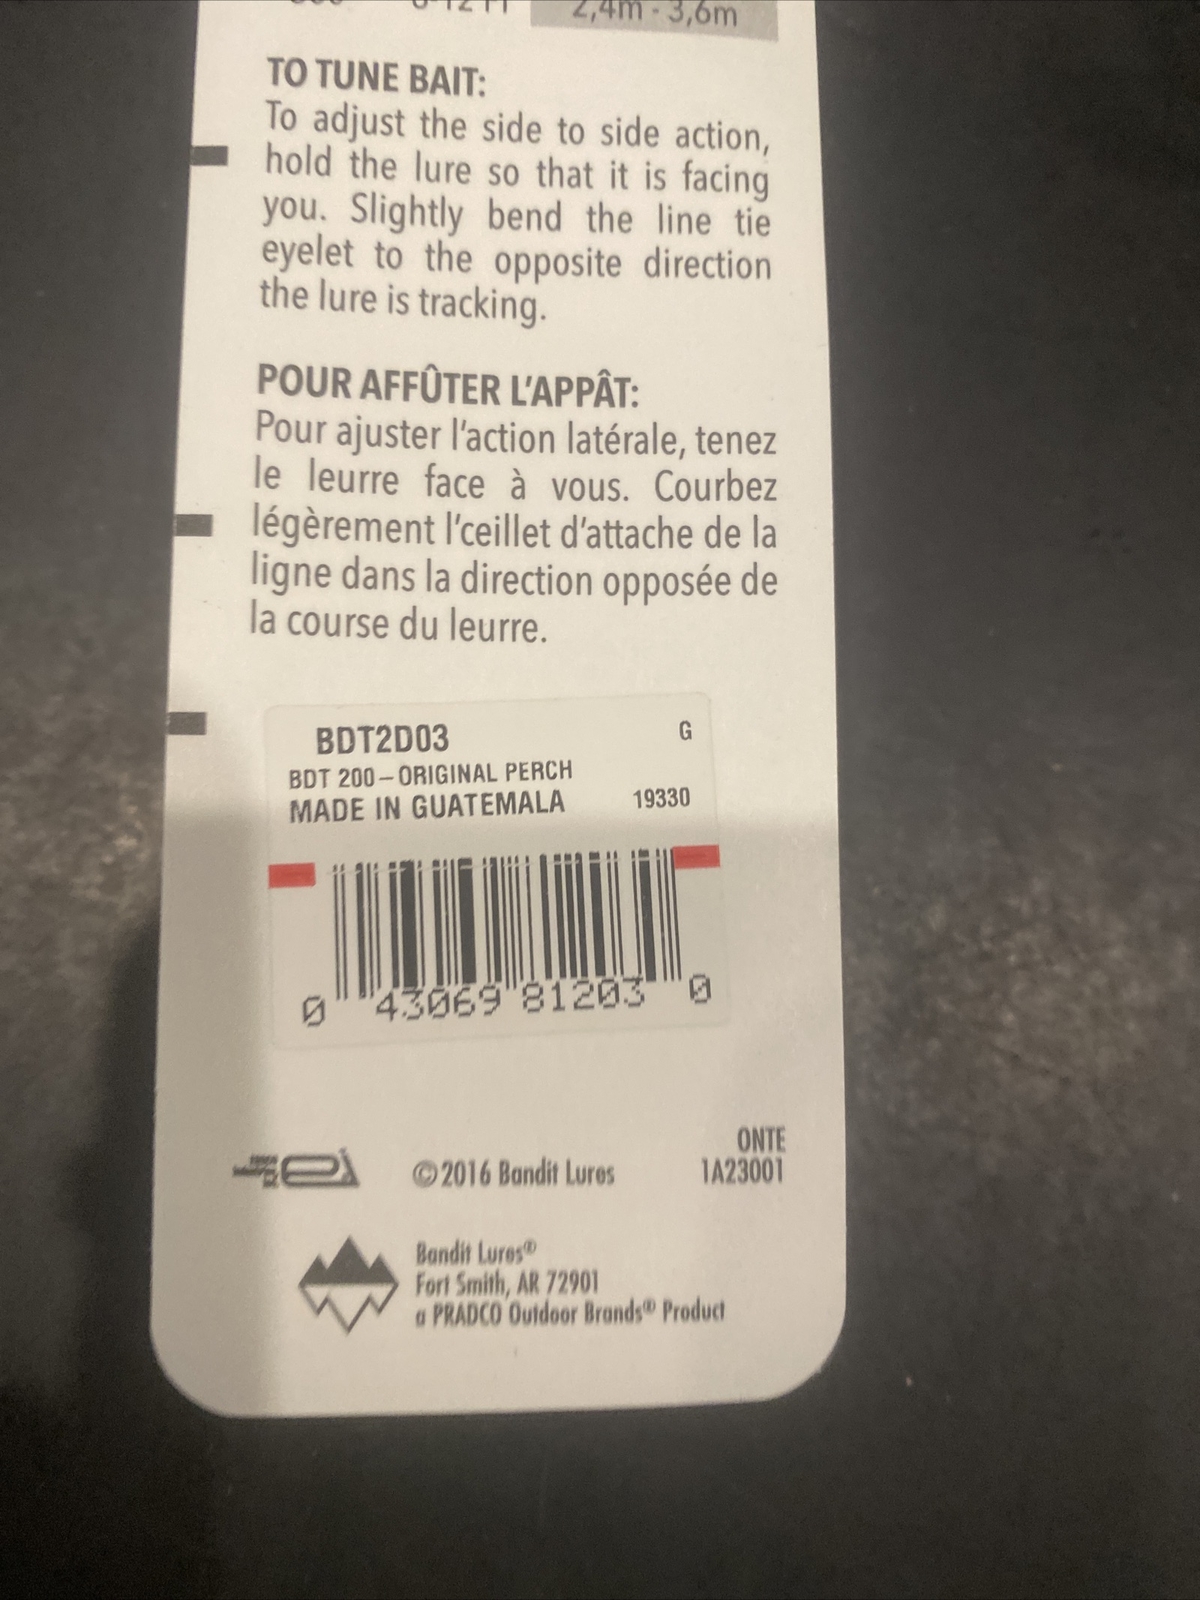 2,4m - 3,6m
TO TUNE BAIT:
To adjust the side to side action,
hold the lure so that it is facing
you. Slightly bend the line tie
eyelet to the opposite direction
the lure is tracking.
POUR AFFÛTER L'APPÂT:
Pour ajuster l'action latérale, tenez
le leurre face à vous. Courbez
légèrement l'ceillet d'attache de la
ligne dans la direction opposée de
la course du leurre.
BDT2D03 G
BDT 200–ORIGINAL PERCH
MADE IN GUATEMALA 19330
0 43069 81203 0
ONTE
©2016 Bandit Lures 1A23001
Bandit Lures®
Fort Smith, AR 72901
a PRADCO Outdoor Brands® Product